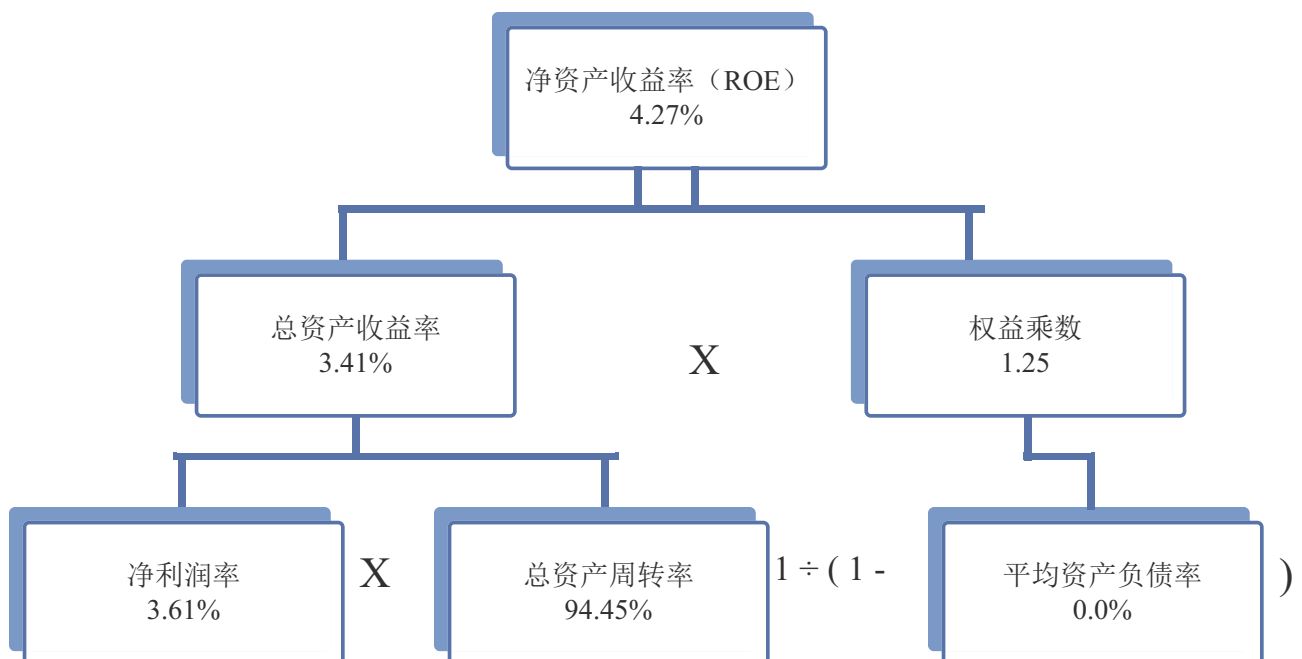 净资产收益率（ROE）
4.27%
总资产收益率
3.41%
X
权益乘数
1.25
净利润率
3.61%
X
总资产周转率
94.45%
1 ÷ ( 1 -
平均资产负债率
0.0%
)